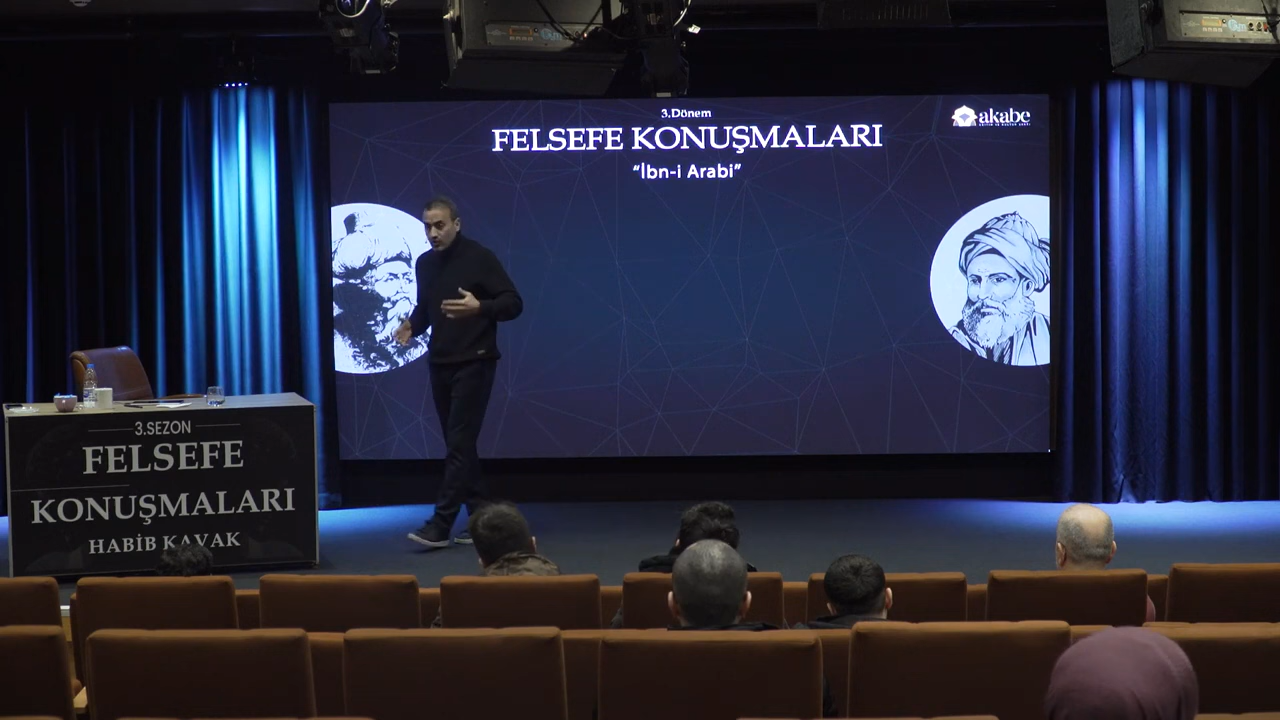 3.Dönem
FELSEFE KONUŞMALARI
“İbn-i Arabi”
akabe
3.SEZON
FELSEFE
KONUŞMALARI
HABİB KAVAK